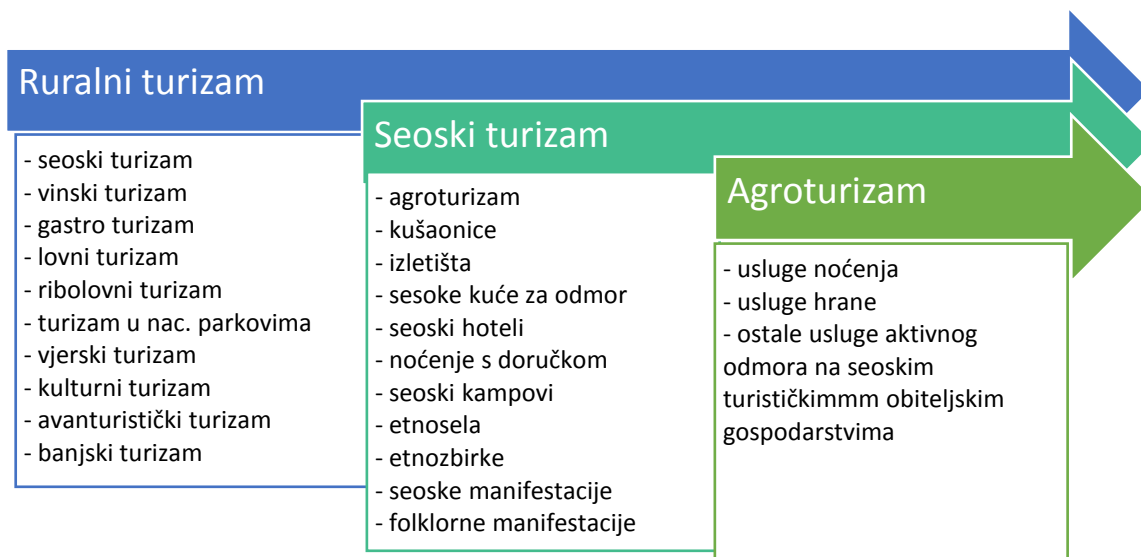 Ruralni turizam
- seoski turizam
- vinski turizam
- gastro turizam
- lovni turizam
- ribolovni turizam
- turizam u nac. parkovima
- vjerski turizam
- kulturni turizam
- avanturistički turizam
- banjski turizam
Seoski turizam
- agroturizam
- kušaonice
- izletišta
- sesoke kuće za odmor
- seoski hoteli
- noćenje s doručkom
- seoski kampovi
- etnosela
- etnozbirke
- seoske manifestacije
- folklorne manifestacije
Agroturizam
- usluge noćenja
- usluge hrane
- ostale usluge aktivnog
odmora na seoskim
turističkimmm obiteljskim
gospodarstvima